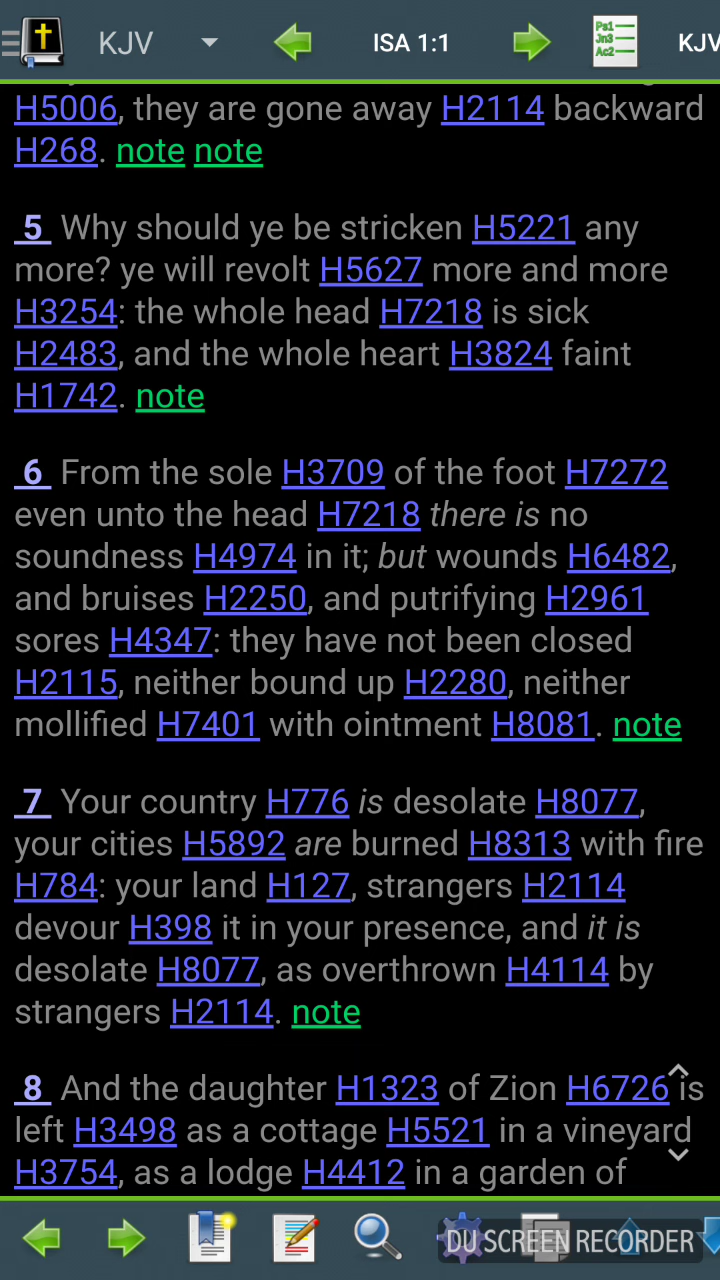 KJV ISA 1:1 Ps1 Jn3 Ac2 KJV
H5006, they are gone away H2114 backward
H268. note note
5 Why should ye be stricken H5221 any
more? ye will revolt H5627 more and more
H3254: the whole head H7218 is sick
H2483, and the whole heart H3824 faint
H1742. note
6 From the sole H3709 of the foot H7272
even unto the head H7218 there is no
soundness H4974 in it; but wounds H6482,
and bruises H2250, and putrifying H2961
sores H4347: they have not been closed
H2115, neither bound up H2280, neither
mollified H7401 with ointment H8081. note
7 Your country H776 is desolate H8077,
your cities H5892 are burned H8313 with fire
H784: your land H127, strangers H2114
devour H398 it in your presence, and it is
desolate H8077, as overthrown H4114 by
strangers H2114. note
8 And the daughter H1323 of Zion H6726 is
left H3498 as a cottage H5521 in a vineyard
H3754, as a lodge H4412 in a garden of
DU SCREEN RECORDER